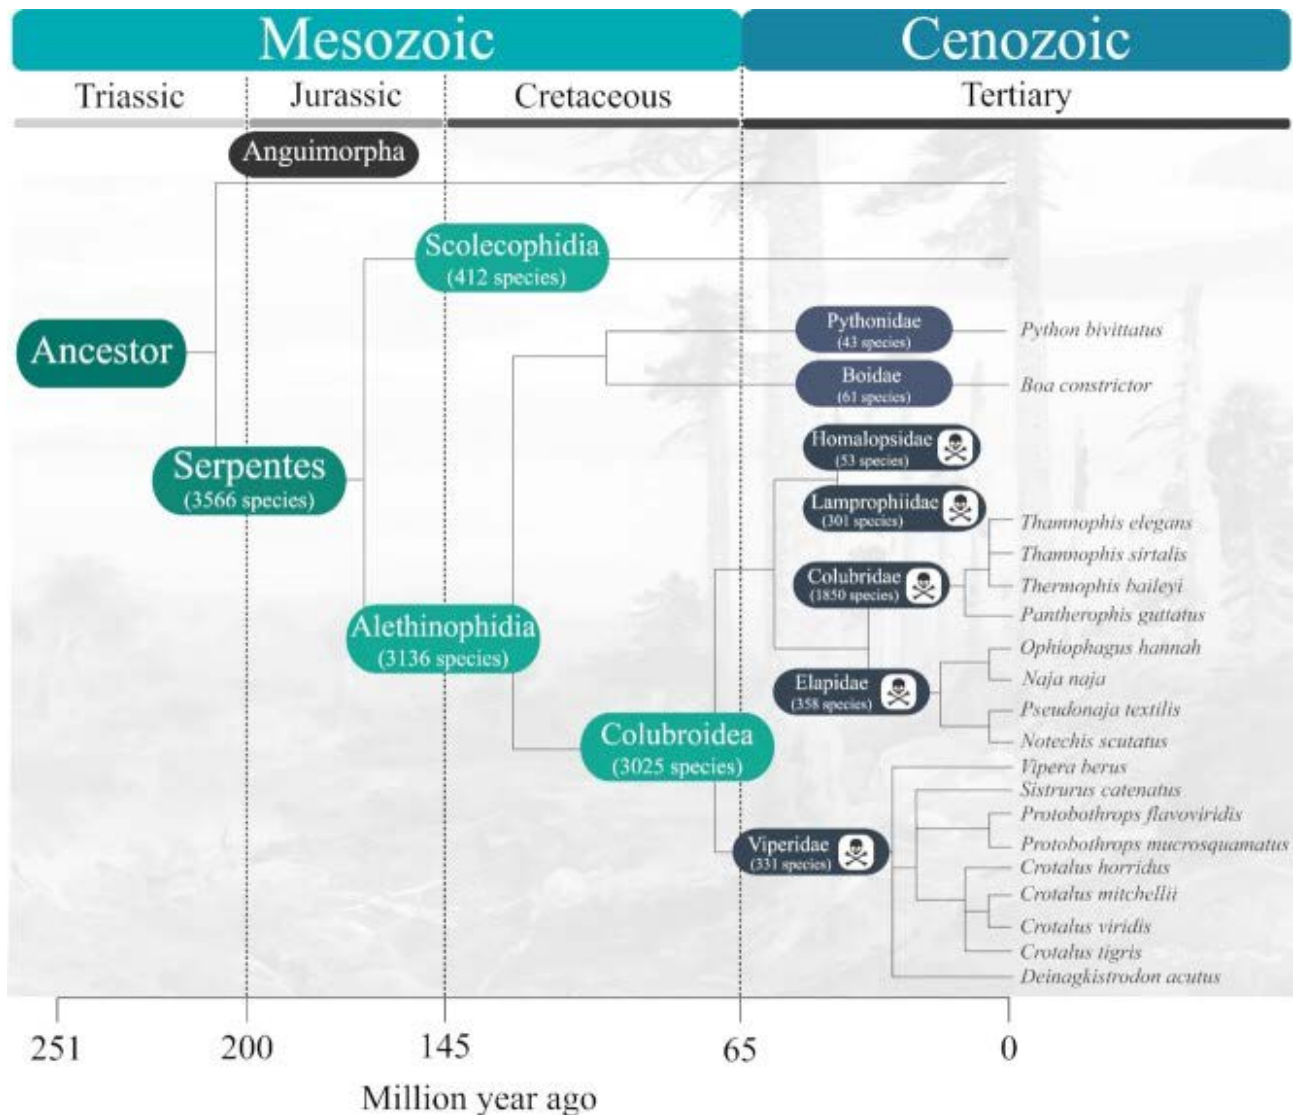 Mesozoic
Cenozoic
Triassic
Jurassic
Cretaceous
Tertiary
Anguimorpha
Scolecophidia
(412 species)
Pythonidae
(43 species)
Python bivittatus
Ancestor
Boidae
(61 species)
Boa constrictor
Homalopsidae
(53 species)
Serpentes
(3566 species)
Lamprophiidae
(301 species)
Thamnophis elegans
Thamnophis sirtalis
Colubridae
(1850 species)
Thermophis baileyi
Pantherophis guttatus
Alethinophidia
(3136 species)
Ophiophagus hannah
Naja naja
Elapidae
(358 species)
Pseudonaja textilis
Notechis scutatus
Colubroidea
(3025 species)
Vipera berus
Sistrurus catenatus
Protobothrops flavoviridis
Protobothrops mucrosquamatus
Viperidae
(331 species)
Crotalus horridus
Crotalus mitchellii
Crotalus viridis
Crotalus tigris
Deinagkistrodon acutus
251
200
145
65
0
Million year ago